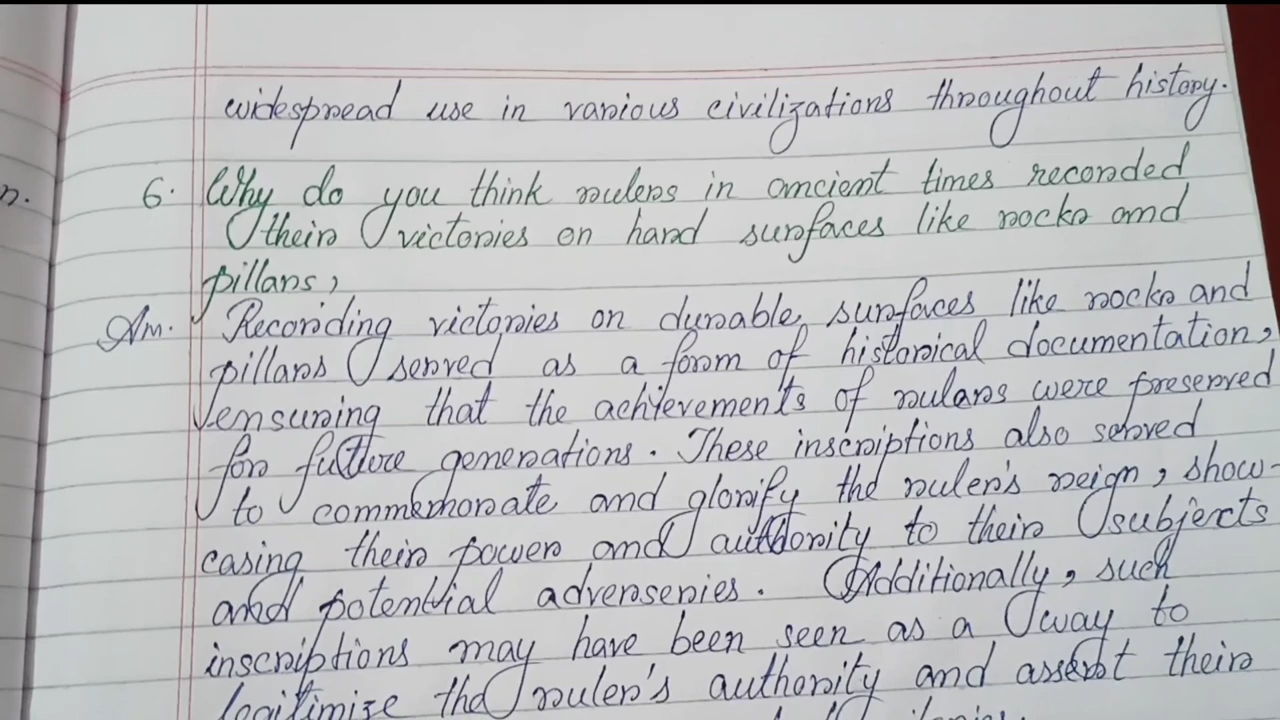 n.
widespread use in various civilizations throughout history.
6. Why do you think rulers in ancient times recorded
their victories on hard surfaces like rocks and
pillars,
Am. Recording victories on durable, surfaces like rocks and
pillars served as a form of historical documentation,
ensuring that the achievements of rulars were preserved
for future generations. These inscriptions also served
to commemorate and glorify the ruler's reign, show-
casing their power and authority to their subjects
and potential adverseries. Additionally, such
inscriptions may have been seen as a way to
legitimize the ruler's authority and assert their